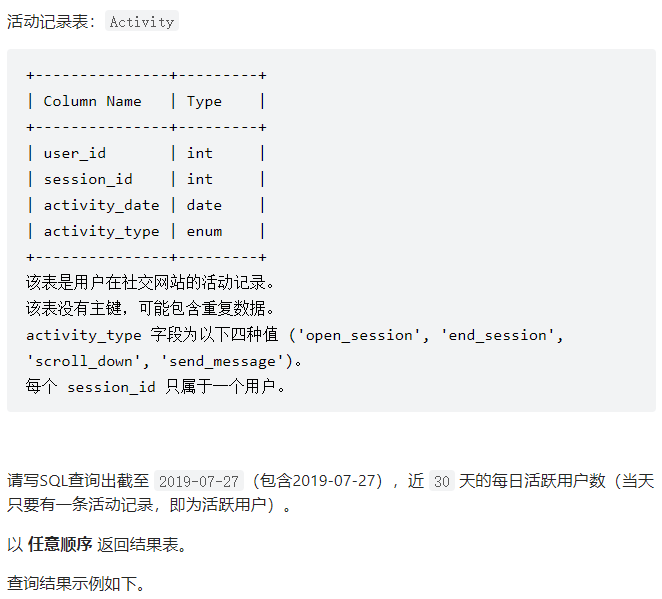 活动记录表： Activity
+---------------+---------+
| Column Name   | Type    |
+---------------+---------+
| user_id       | int     |
| session_id    | int     |
| activity_date | date    |
| activity_type | enum    |
+---------------+---------+
该表是用户在社交网站的活动记录。
该表没有主键，可能包含重复数据。
activity_type 字段为以下四种值 ('open_session', 'end_session',
'scroll_down', 'send_message')。
每个 session_id 只属于一个用户。
请写SQL查询出截至 2019-07-27（包含2019-07-27），近 30 天的每日活跃用户数（当天
只要有一条活动记录，即为活跃用户）。
以 任意顺序 返回结果表。
查询结果示例如下。